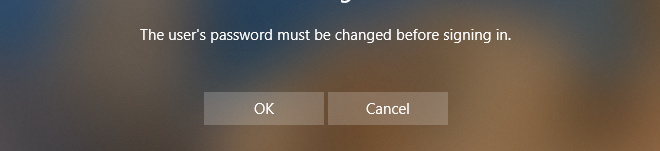 The user's password must be changed before signing in.
OK
Cancel